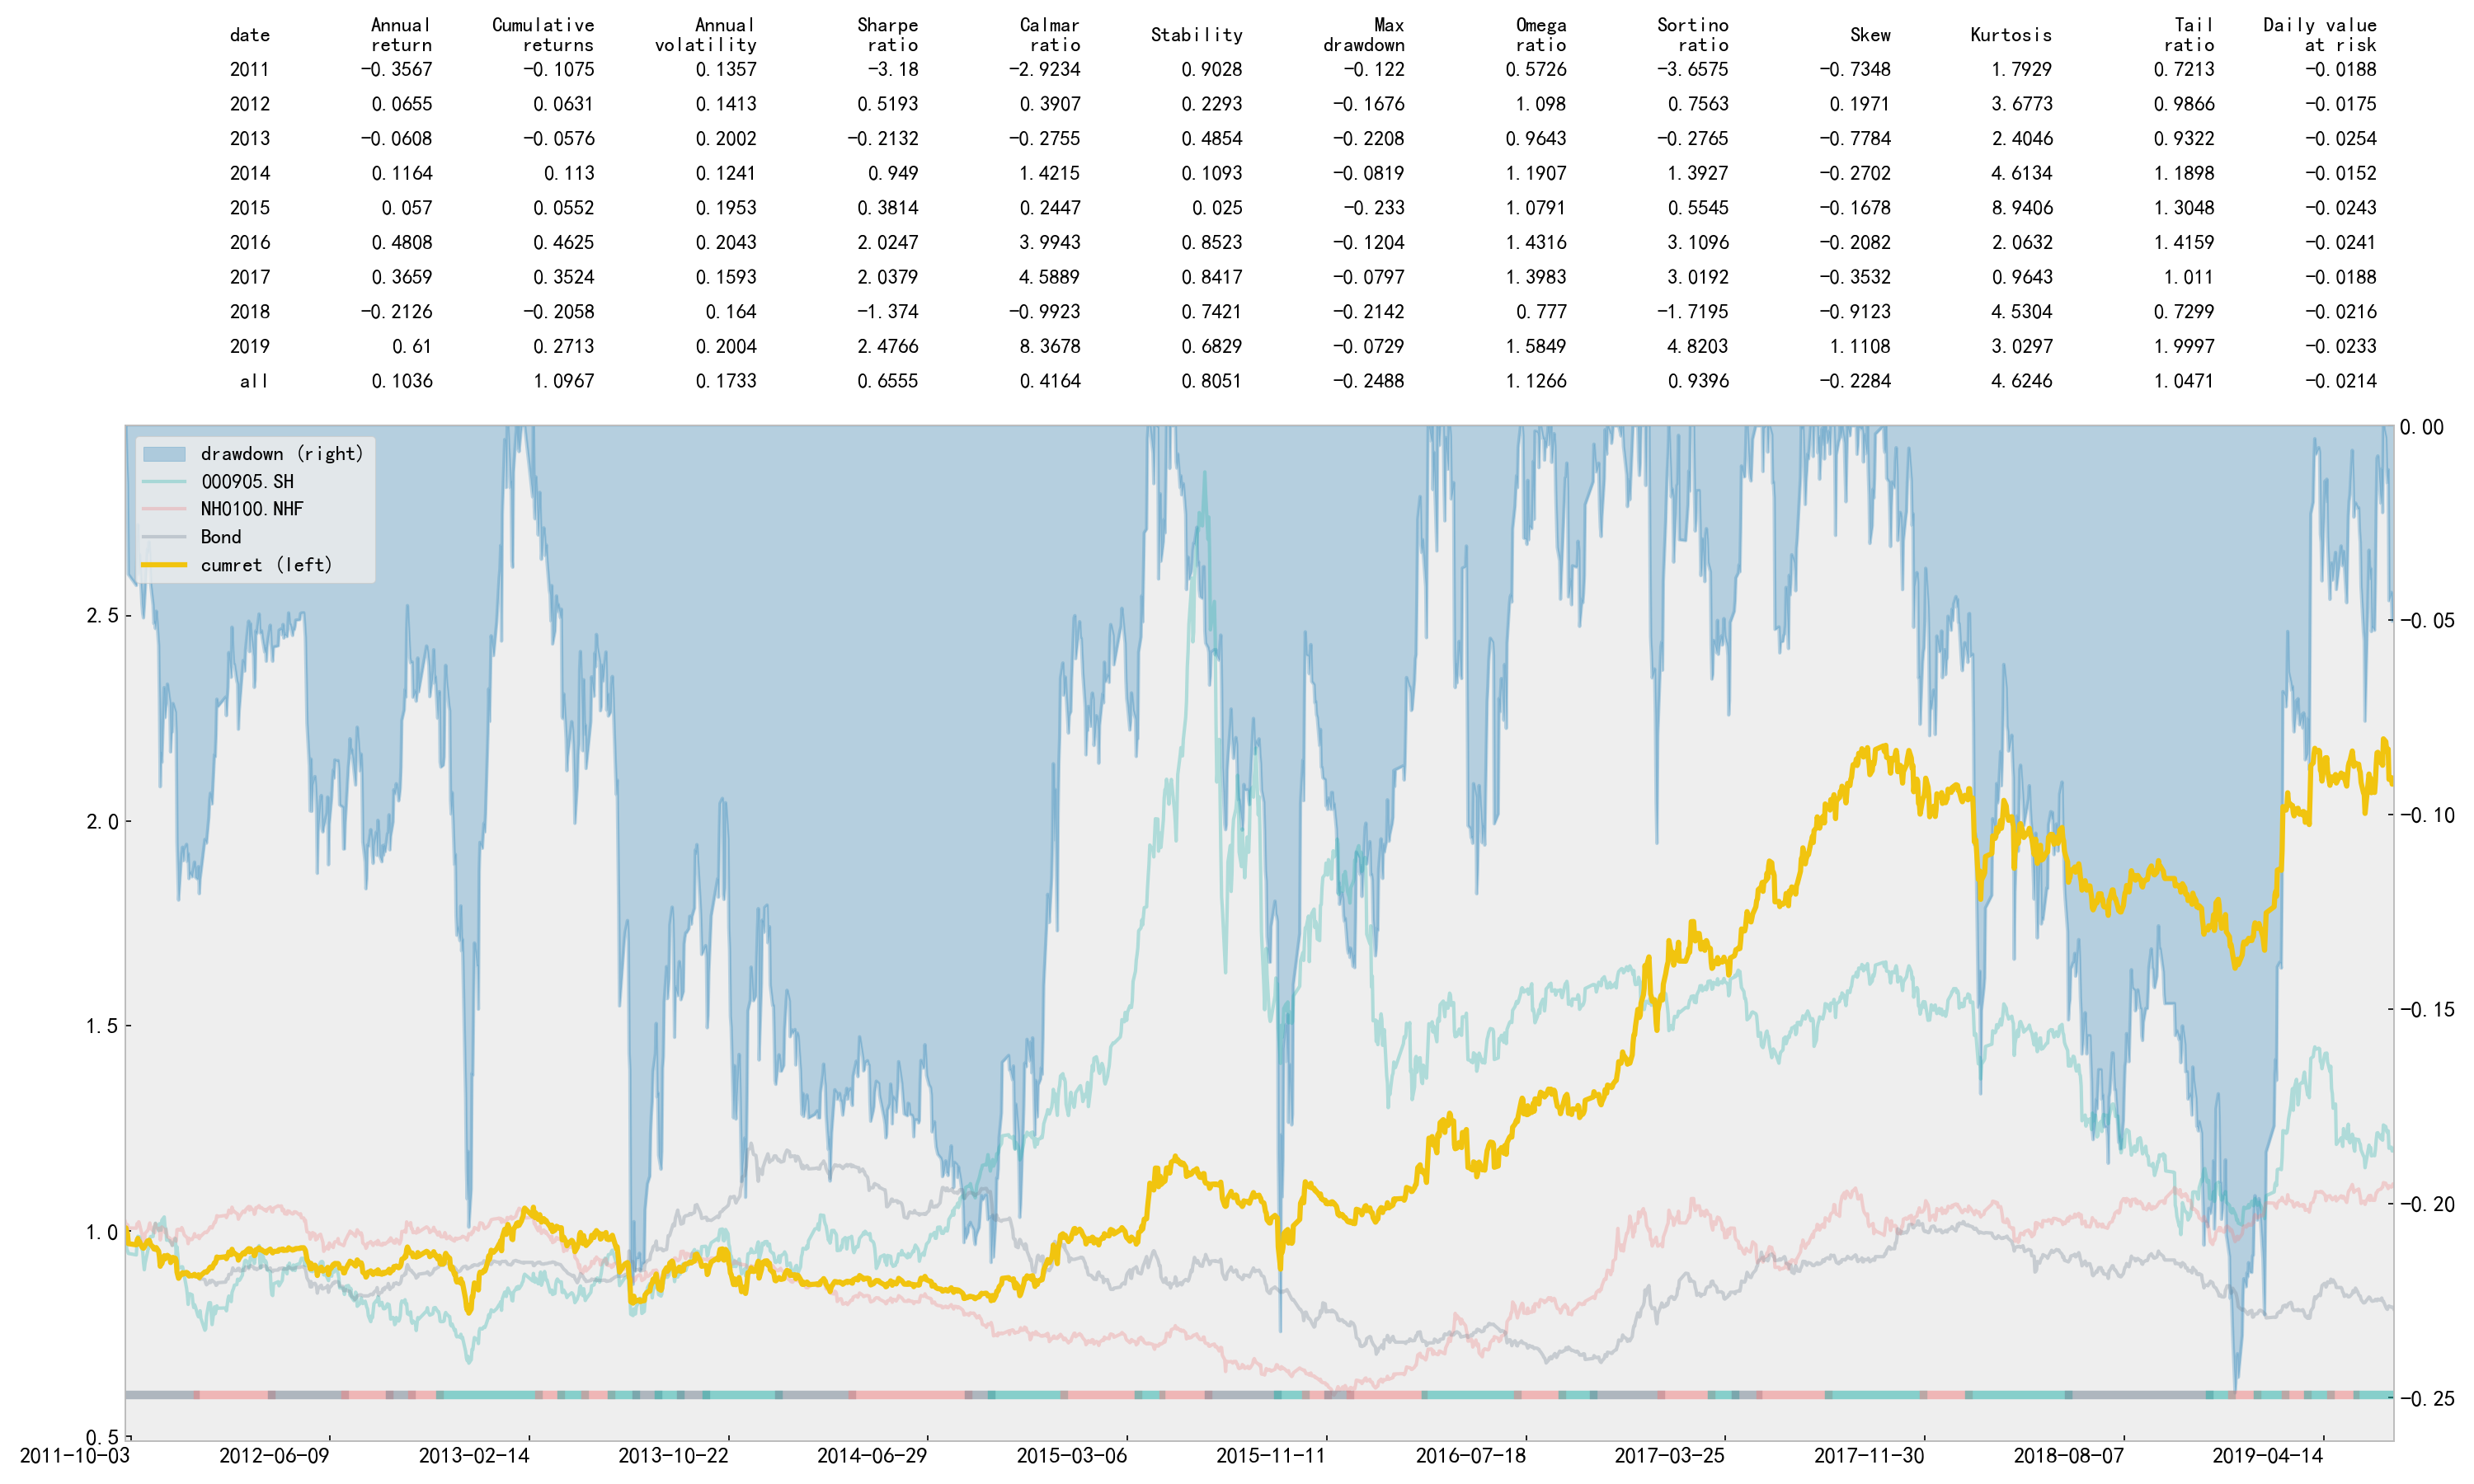 date Annual return Cumulative returns Annual volatility Sharpe ratio Calmar ratio Stability Max drawdown Omega ratio Sortino ratio Skew Kurtosis Tail ratio Daily value at risk
2011 -0.3567 -0.1075 0.1357 -3.18 -2.9234 0.9028 -0.122 0.5726 -3.6575 -0.7348 1.7929 0.7213 -0.0188
2012 0.0655 0.0631 0.1413 0.5193 0.3907 0.2293 -0.1676 1.098 0.7563 0.1971 3.6773 0.9866 -0.0175
2013 -0.0608 -0.0576 0.2002 -0.2132 -0.2755 0.4854 -0.2208 0.9643 -0.2765 -0.7784 2.4046 0.9322 -0.0254
2014 0.1164 0.113 0.1241 0.949 1.4215 0.1093 -0.0819 1.1907 1.3927 -0.2702 4.6134 1.1898 -0.0152
2015 0.057 0.0552 0.1953 0.3814 0.2447 0.025 -0.233 1.0791 0.5545 -0.1678 8.9406 1.3048 -0.0243
2016 0.4808 0.4625 0.2043 2.0247 3.9943 0.8523 -0.1204 1.4316 3.1096 -0.2082 2.0632 1.4159 -0.0241
2017 0.3659 0.3524 0.1593 2.0379 4.5889 0.8417 -0.0797 1.3983 3.0192 -0.3532 0.9643 1.011 -0.0188
2018 -0.2126 -0.2058 0.164 -1.374 -0.9923 0.7421 -0.2142 0.777 -1.7195 -0.9123 4.5304 0.7299 -0.0216
2019 0.61 0.2713 0.2004 2.4766 8.3678 0.6829 -0.0729 1.5849 4.8203 1.1108 3.0297 1.9997 -0.0233
all 0.1036 1.0967 0.1733 0.6555 0.4164 0.8051 -0.2488 1.1266 0.9396 -0.2284 4.6246 1.0471 -0.0214
drawdown (right)
000905.SH
NH0100.NHF
Bond
cumret (left)
2.5
2.0
1.5
1.0
0.5
0.00
-0.05
-0.10
-0.15
-0.20
-0.25
2011-10-03 2012-06-09 2013-02-14 2013-10-22 2014-06-29 2015-03-06 2015-11-11 2016-07-18 2017-03-25 2017-11-30 2018-08-07 2019-04-14